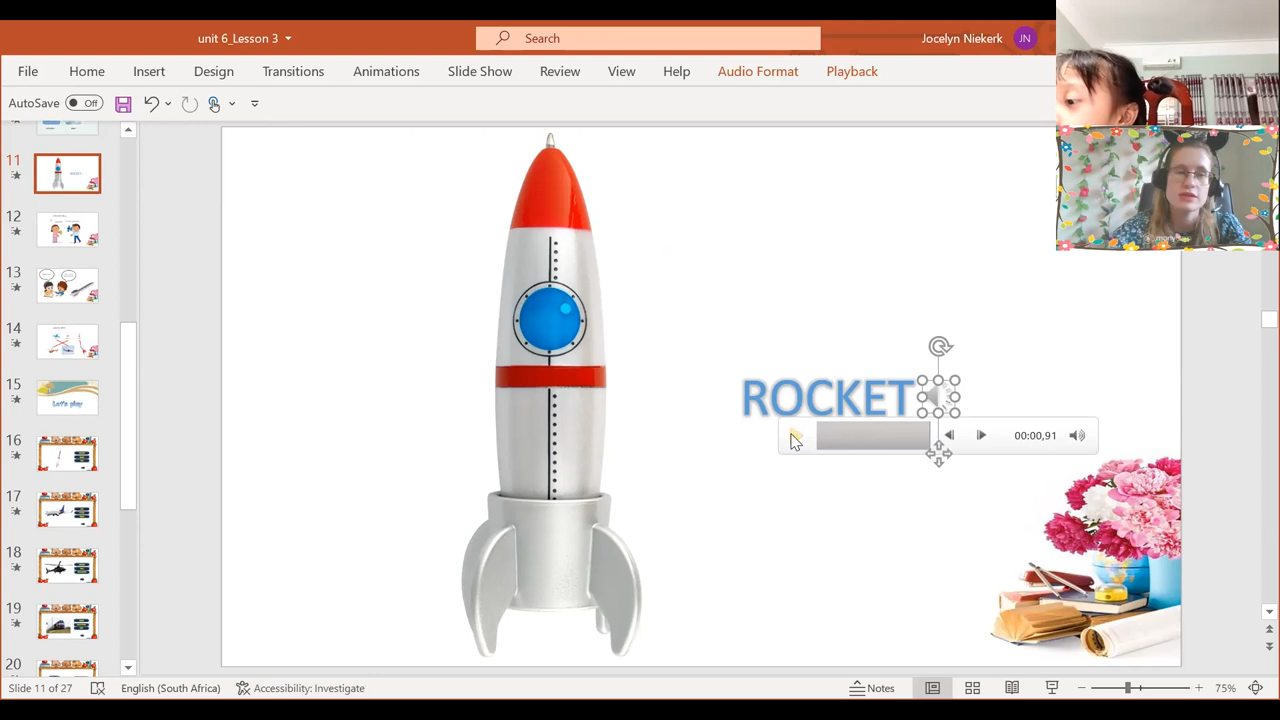 unit 6_Lesson 3
Search
Jocelyn Niekerk
JN
File Home Insert Design Transitions Animations Slide Show Review View Help Audio Format Playback
AutoSave Off
11
12
13
14
15
Let's play
16
17
18
19
20
ROCKET
00:00,91
Slide 11 of 27
English (South Africa)
Accessibility: Investigate
Notes
75%